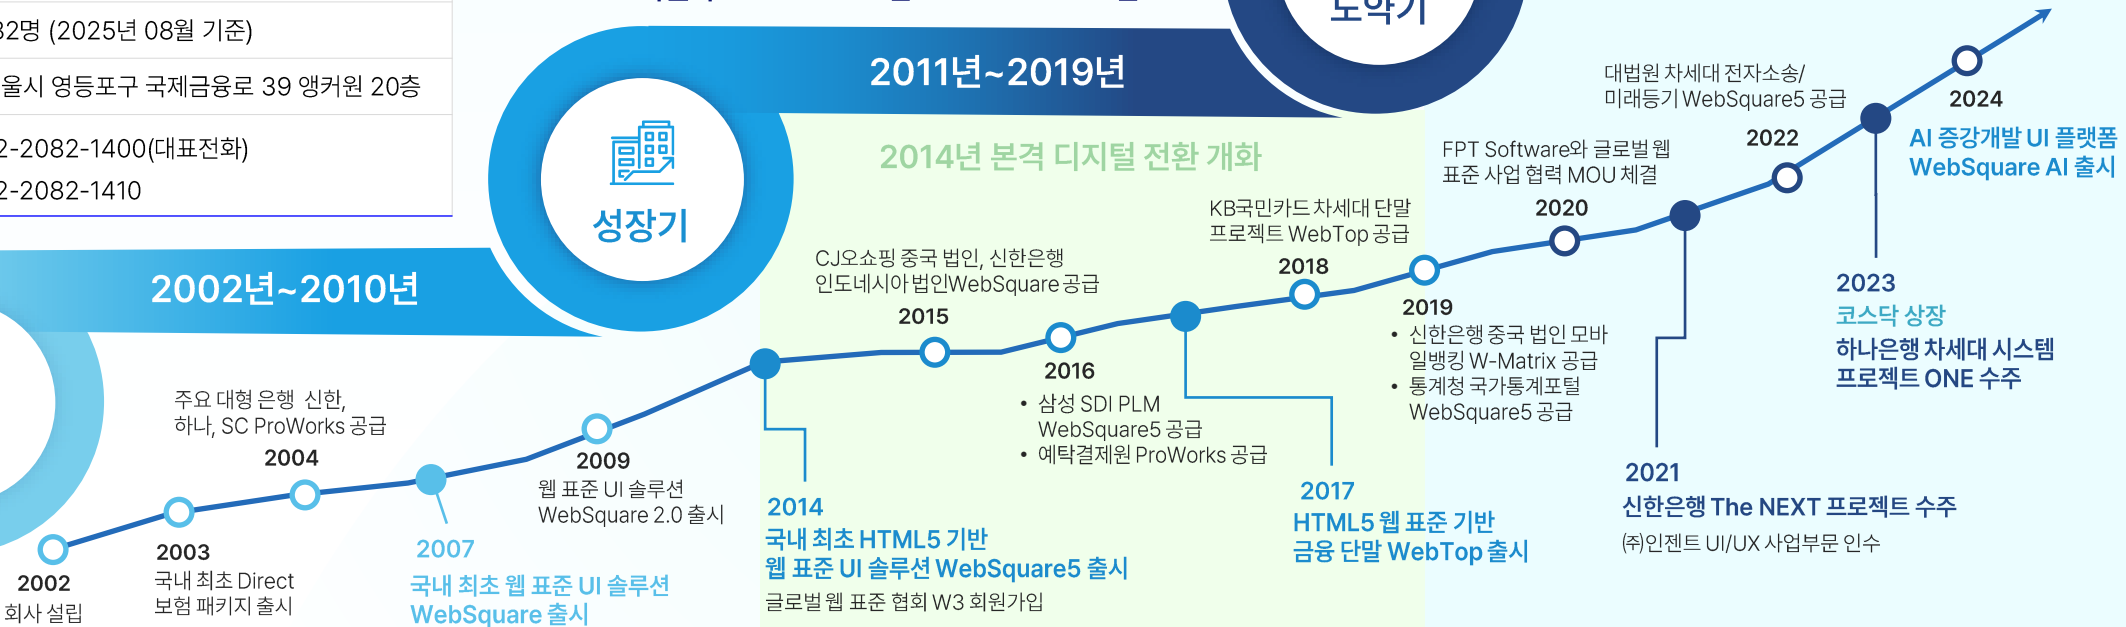 32명 (2025년 08월 기준)
울시 영등포구 국제금융로 39 앵커원 20층
2-2082-1400(대표전화)
2-2082-1410
도약기
2011년~2019년
성장기
2002년~2010년
2014년 본격 디지털 전환 개화
2002
회사 설립
2003
국내 최초 Direct
보험 패키지 출시
주요 대형 은행 신한,
하나, SC ProWorks 공급
2004
2007
국내 최초 웹 표준 UI 솔루션
WebSquare 출시
2009
웹 표준 UI 솔루션
WebSquare 2.0 출시
2014
국내 최초 HTML5 기반
웹 표준 UI 솔루션 WebSquare5 출시
글로벌 웹 표준 협회 W3 회원가입
CJ오쇼핑 중국 법인, 신한은행
인도네시아 법인WebSquare 공급
2015
2016
• 삼성 SDI PLM
WebSquare5 공급
• 예탁결제원 ProWorks 공급
2017
HTML5 웹 표준 기반
금융 단말 WebTop 출시
KB국민카드 차세대 단말
프로젝트 WebTop 공급
2018
2019
• 신한은행 중국 법인 모바
일뱅킹 W-Matrix 공급
• 통계청 국가통계포털
WebSquare5 공급
FPT Software와 글로벌 웹
표준 사업 협력 MOU 체결
2020
2021
신한은행 The NEXT 프로젝트 수주
㈜인젠트 UI/UX 사업부문 인수
대법원 차세대 전자소송/
미래등기 WebSquare5 공급
2022
2023
코스닥 상장
하나은행 차세대 시스템
프로젝트 ONE 수주
2024
AI 증강개발 UI 플랫폼
WebSquare AI 출시